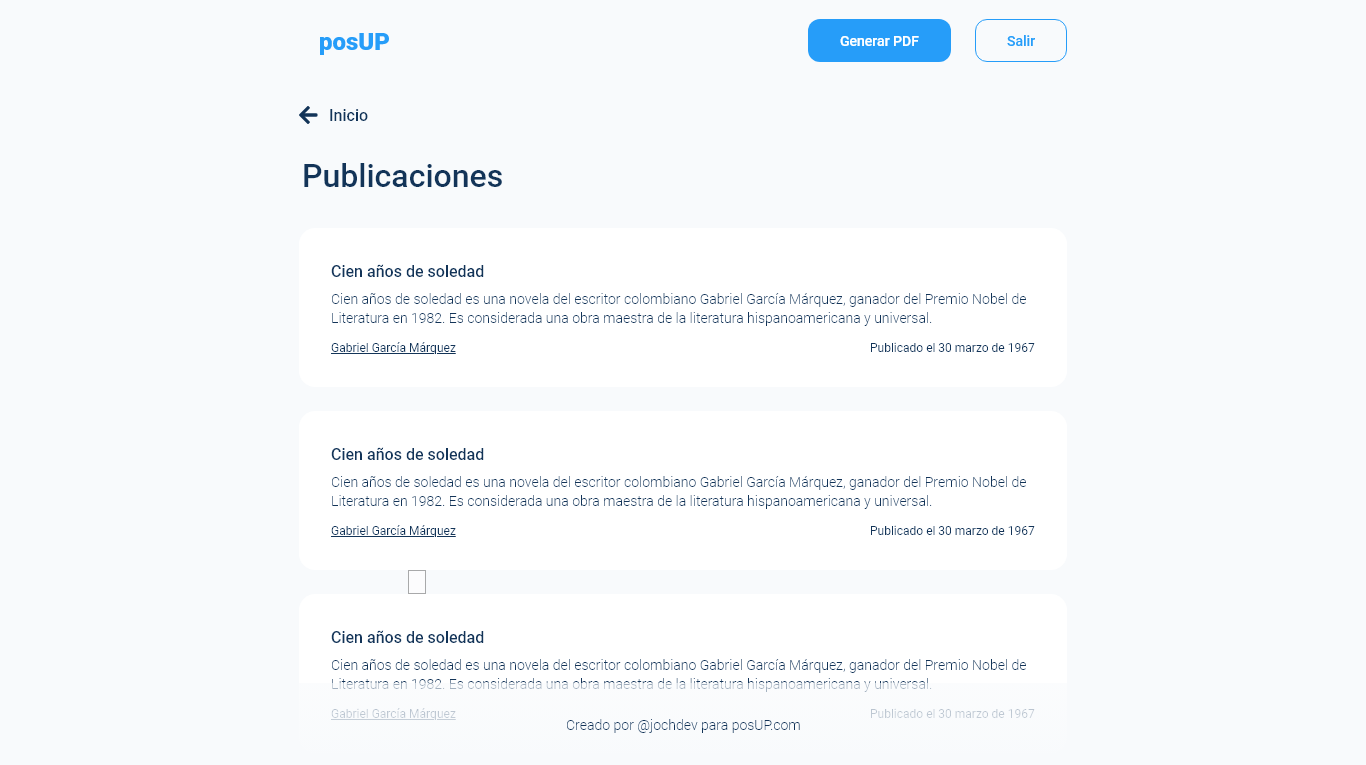 posUP
Generar PDF
Salir
Inicio
Publicaciones
Cien años de soledad
Cien años de soledad es una novela del escritor colombiano Gabriel García Márquez, ganador del Premio Nobel de
Literatura en 1982. Es considerada una obra maestra de la literatura hispanoamericana y universal.
Gabriel García Márquez
Publicado el 30 marzo de 1967
Cien años de soledad
Cien años de soledad es una novela del escritor colombiano Gabriel García Márquez, ganador del Premio Nobel de
Literatura en 1982. Es considerada una obra maestra de la literatura hispanoamericana y universal.
Gabriel García Márquez
Publicado el 30 marzo de 1967
Cien años de soledad
Cien años de soledad es una novela del escritor colombiano Gabriel García Márquez, ganador del Premio Nobel de
Literatura en 1982. Es considerada una obra maestra de la literatura hispanoamericana y universal.
Gabriel García Márquez
Publicado el 30 marzo de 1967
Creado por @jochdev para posUP.com